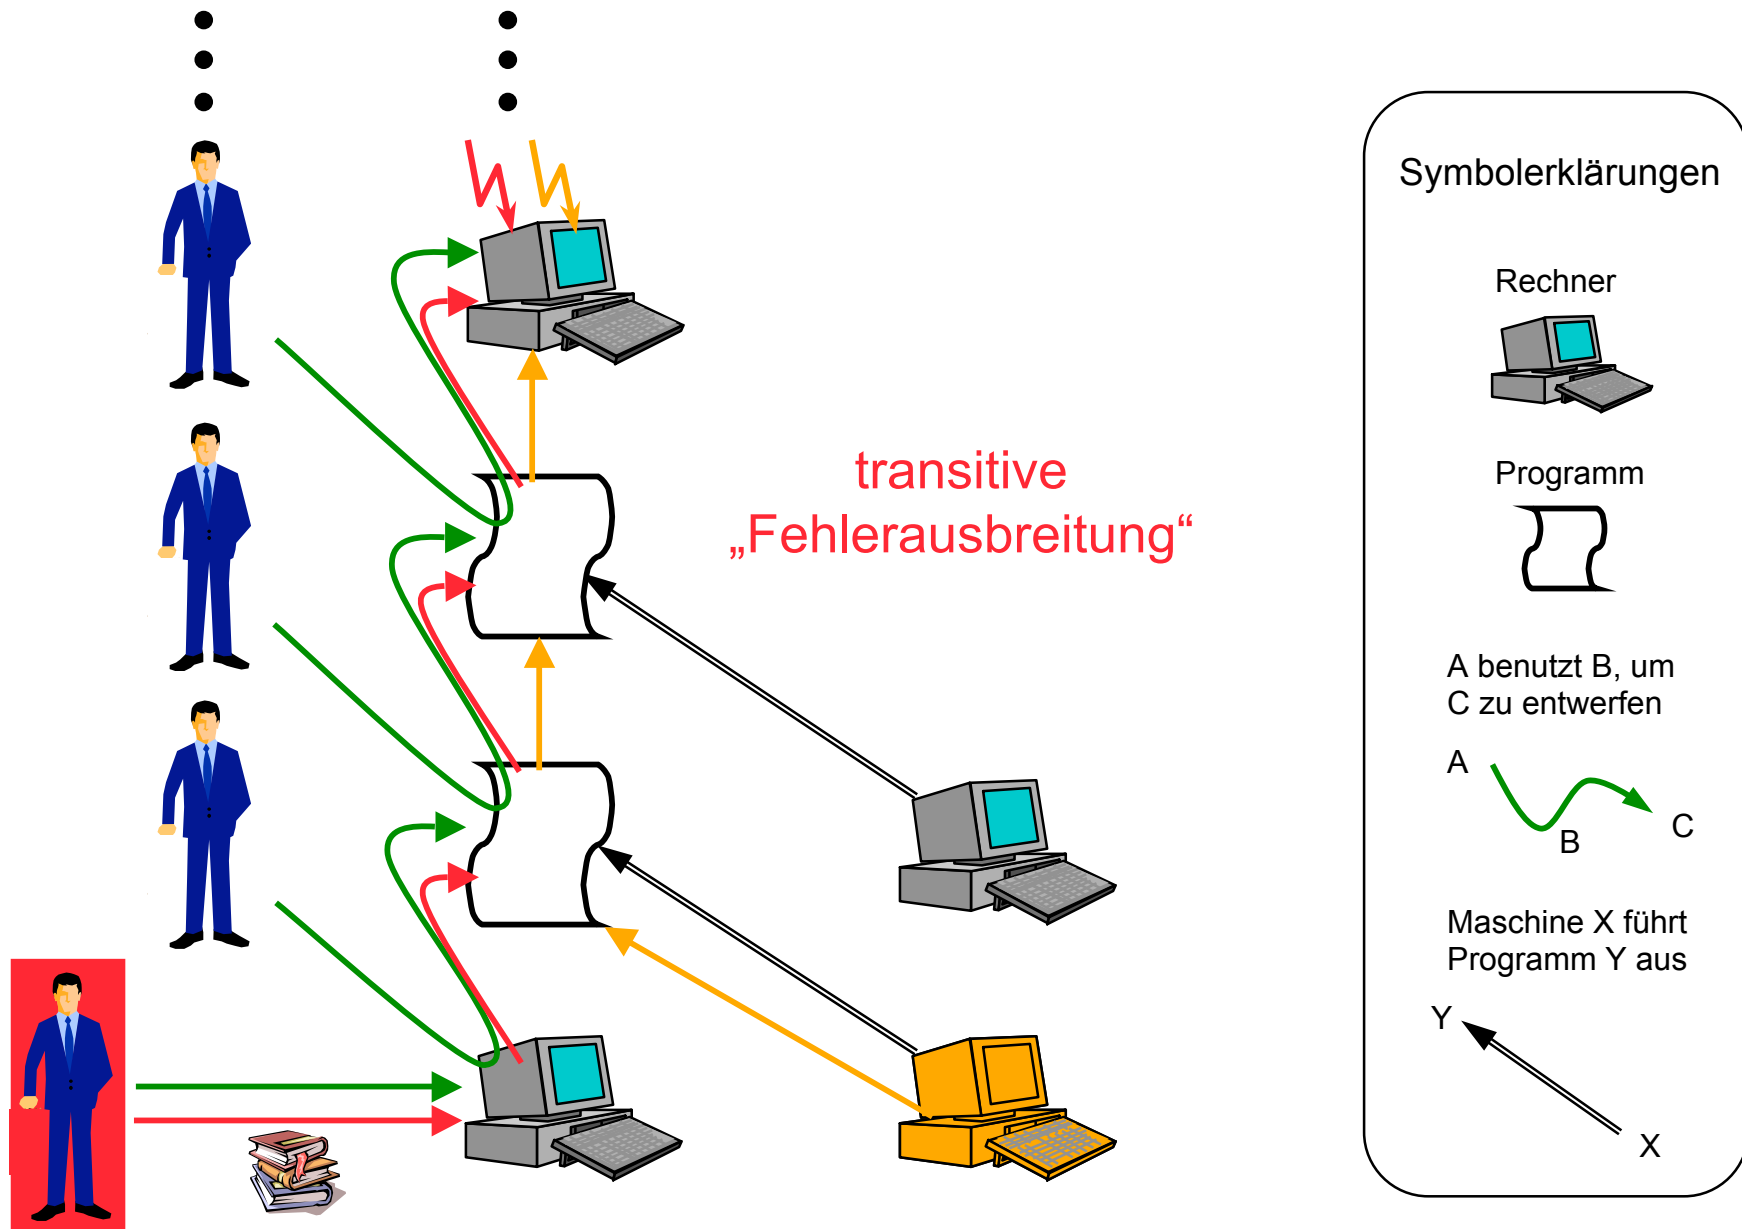 transitive
„Fehlerausbreitung“
Symbolerklärungen
Rechner
Programm
A benutzt B, um
C zu entwerfen
A
B
C
Maschine X führt
Programm Y aus
Y
X